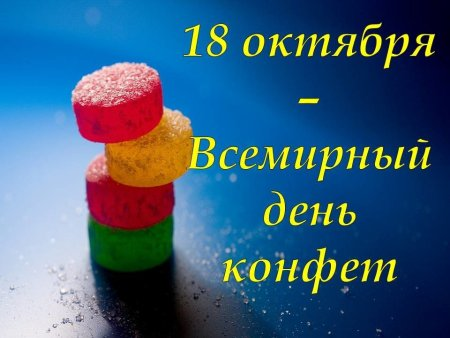 18 октября
–
Всемирный
день
конфет